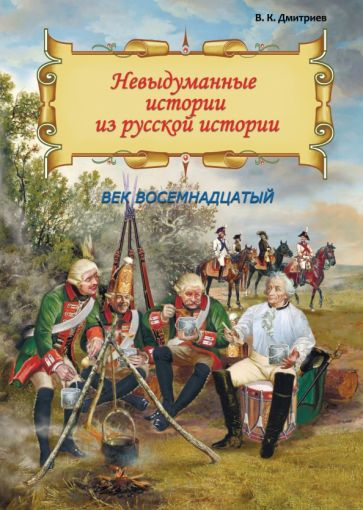 В. К. Дмитриев
Невыдуманные
истории
из русской истории
ВЕК ВОСЕМНАДЦАТЫЙ